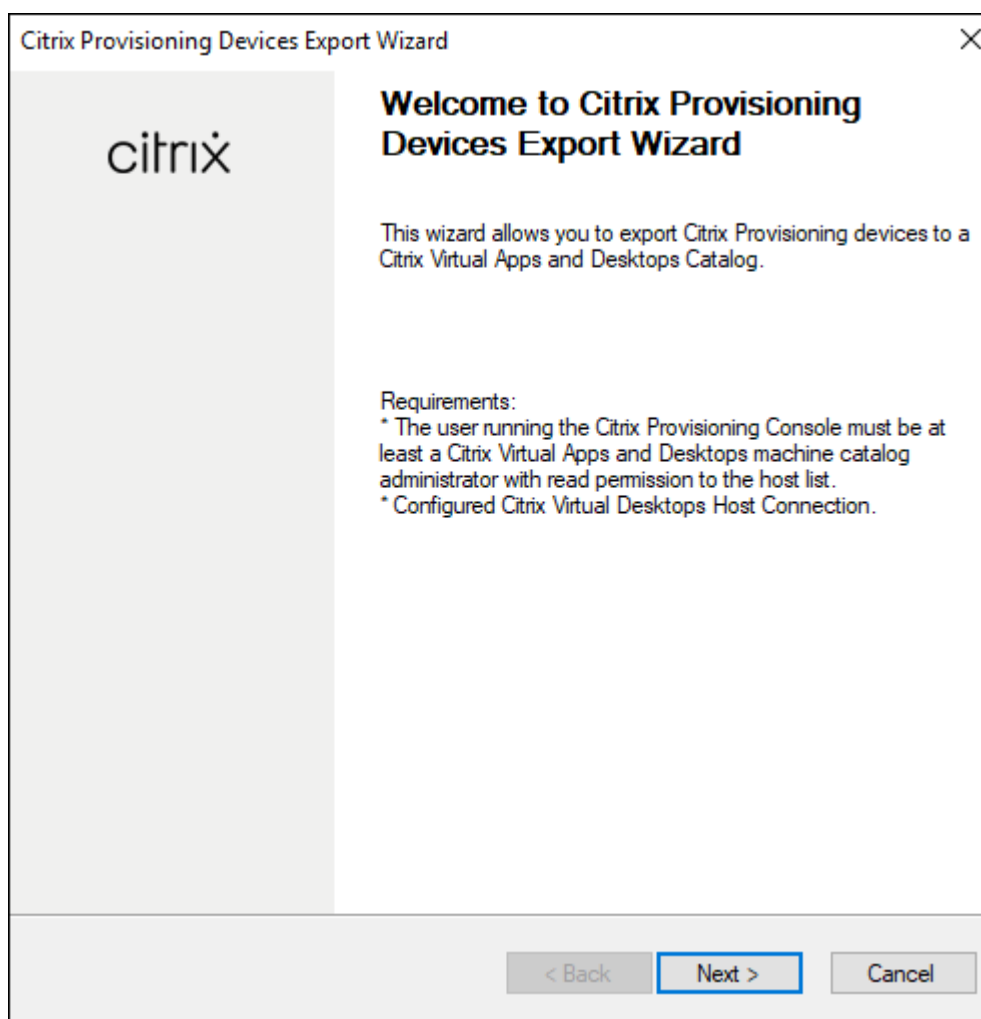 Citrix Provisioning Devices Export Wizard
citrix
Welcome to Citrix Provisioning
Devices Export Wizard
This wizard allows you to export Citrix Provisioning devices to a
Citrix Virtual Apps and Desktops Catalog.
Requirements:
* The user running the Citrix Provisioning Console must be at
least a Citrix Virtual Apps and Desktops machine catalog
administrator with read permission to the host list.
* Configured Citrix Virtual Desktops Host Connection.
< Back
Next >
Cancel